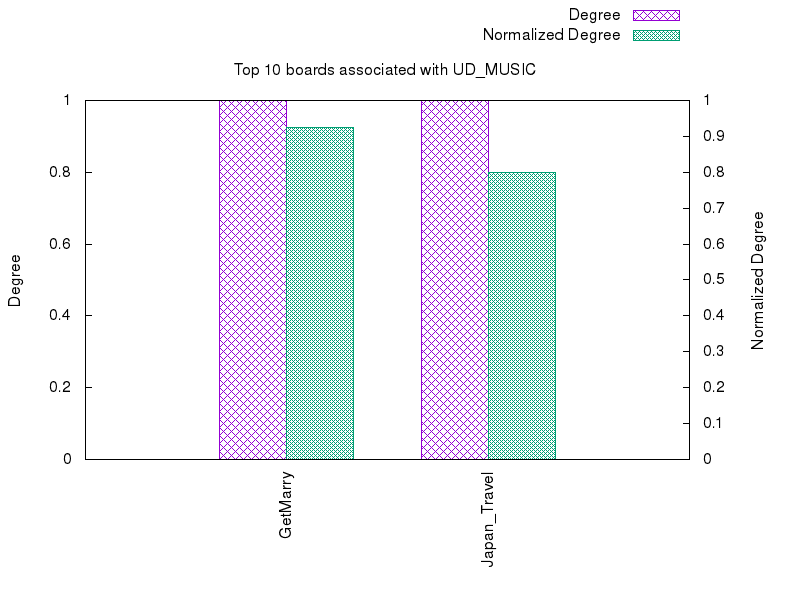 Degree
Normalized Degree
Top 10 boards associated with UD_MUSIC
1
0.8
0.6
0.4
0.2
0
Degree
1
0.9
0.8
0.7
0.6
0.5
0.4
0.3
0.2
0.1
0
Normalized Degree
GetMarry
Japan_Travel